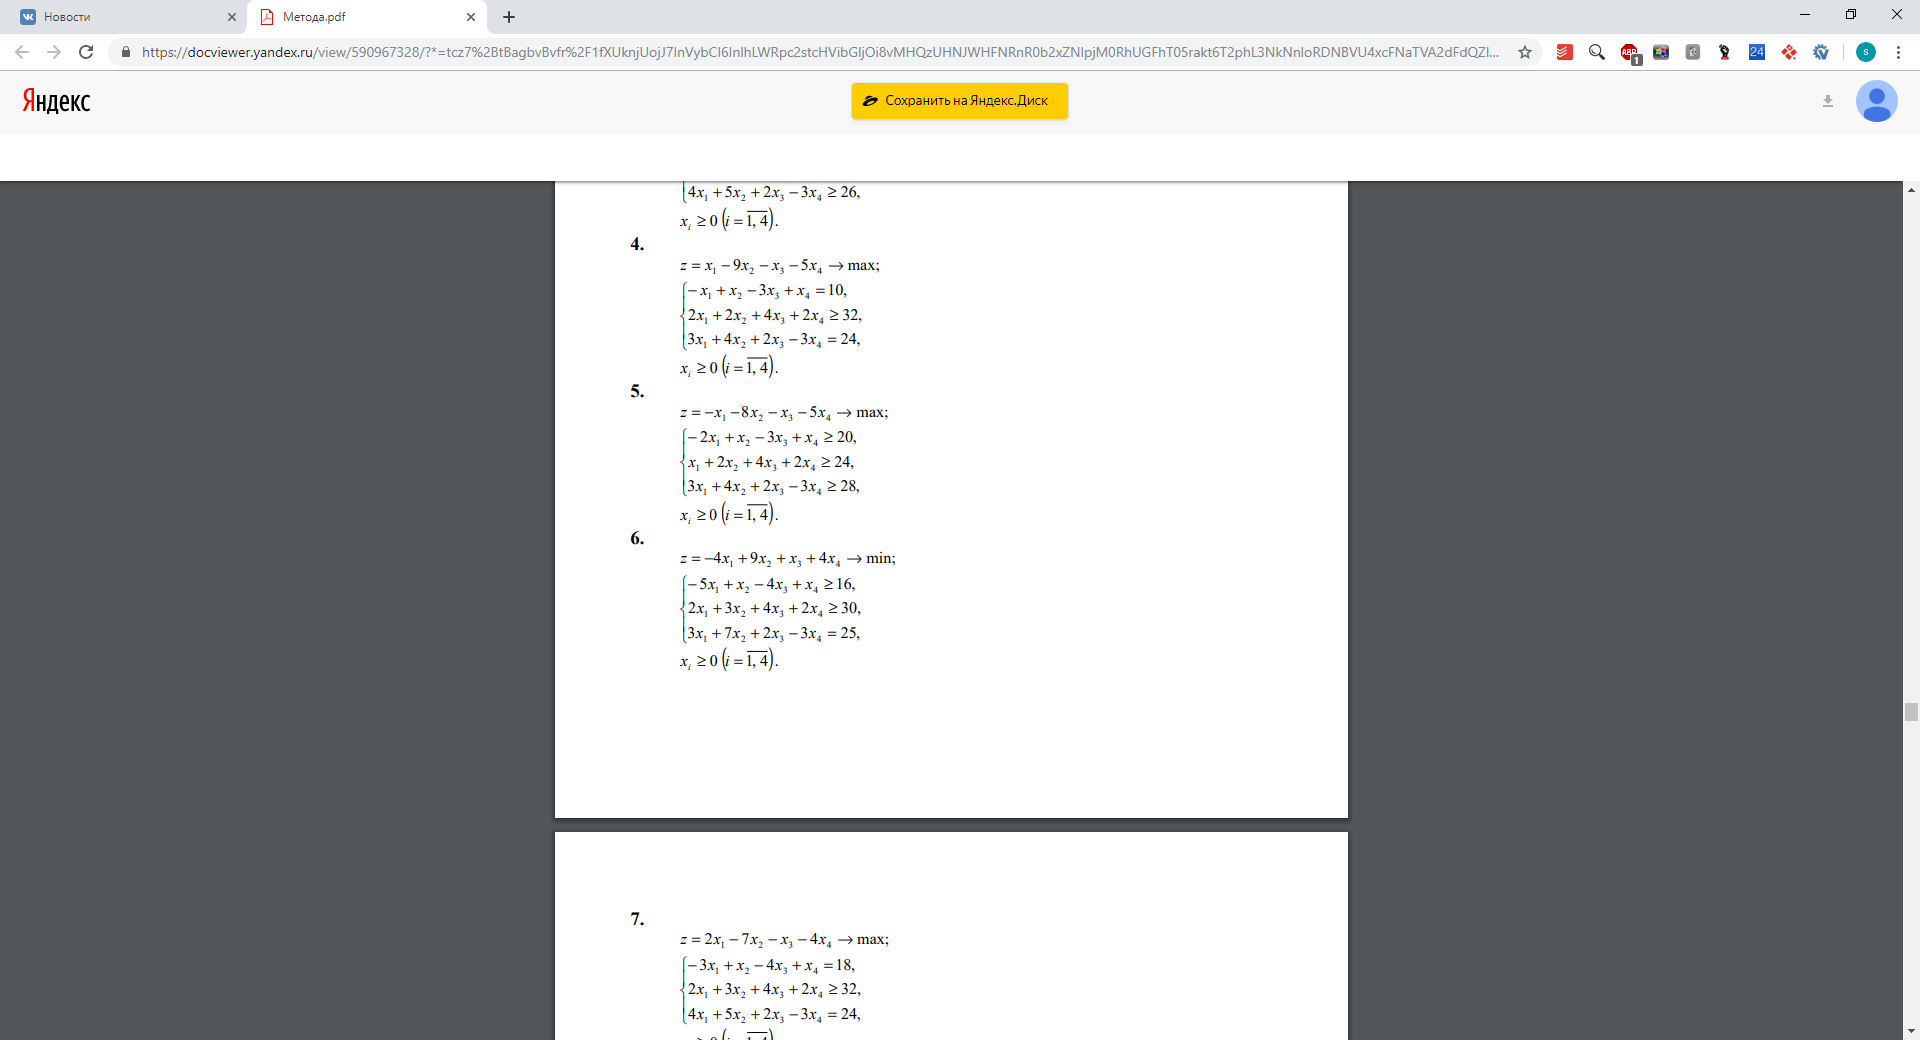 Новости
Метода.pdf
https://docviewer.yandex.ru/view/590967328/?*=tcz7%2BtBagbvBvfr%2F1fXUknjUojJ7InVybCI6InlhLWRpc2stcHVibGljOi8vMHQzUHNJWHFNRnR0b2xZNlpjM0RhUGFhT05rakt6T2phL3NkNnloRDNBVU4xcFNaTVA2dFdQZl...
ABP
1
24
s
Яндекс
Сохранить на Яндекс.Диск
4x₁ + 5x₂ + 2x₃ − 3x₄ ≥ 26,
xᵢ ≥ 0 (i = 1, 4).
4.
z = x₁ − 9x₂ − x₃ − 5x₄ → max;
− x₁ + x₂ − 3x₃ + x₄ = 10,
2x₁ + 2x₂ + 4x₃ + 2x₄ ≥ 32,
3x₁ + 4x₂ + 2x₃ − 3x₄ = 24,
xᵢ ≥ 0 (i = 1, 4).
5.
z = −x₁ − 8x₂ − x₃ − 5x₄ → max;
− 2x₁ + x₂ − 3x₃ + x₄ ≥ 20,
x₁ + 2x₂ + 4x₃ + 2x₄ ≥ 24,
3x₁ + 4x₂ + 2x₃ − 3x₄ ≥ 28,
xᵢ ≥ 0 (i = 1, 4).
6.
z = −4x₁ + 9x₂ + x₃ + 4x₄ → min;
− 5x₁ + x₂ − 4x₃ + x₄ ≥ 16,
2x₁ + 3x₂ + 4x₃ + 2x₄ ≥ 30,
3x₁ + 7x₂ + 2x₃ − 3x₄ = 25,
xᵢ ≥ 0 (i = 1, 4).
7.
z = 2x₁ − 7x₂ − x₃ − 4x₄ → max;
− 3x₁ + x₂ − 4x₃ + x₄ = 18,
2x₁ + 3x₂ + 4x₃ + 2x₄ ≥ 32,
4x₁ + 5x₂ + 2x₃ − 3x₄ = 24,